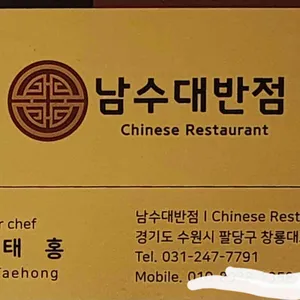 남수대반점
Chinese Restaurant
r chef
태 홍
Taehong
남수대반점 | Chinese Rest
경기도 수원시 팔달구 창룡대
Tel. 031-247-7791
Mobile. 010